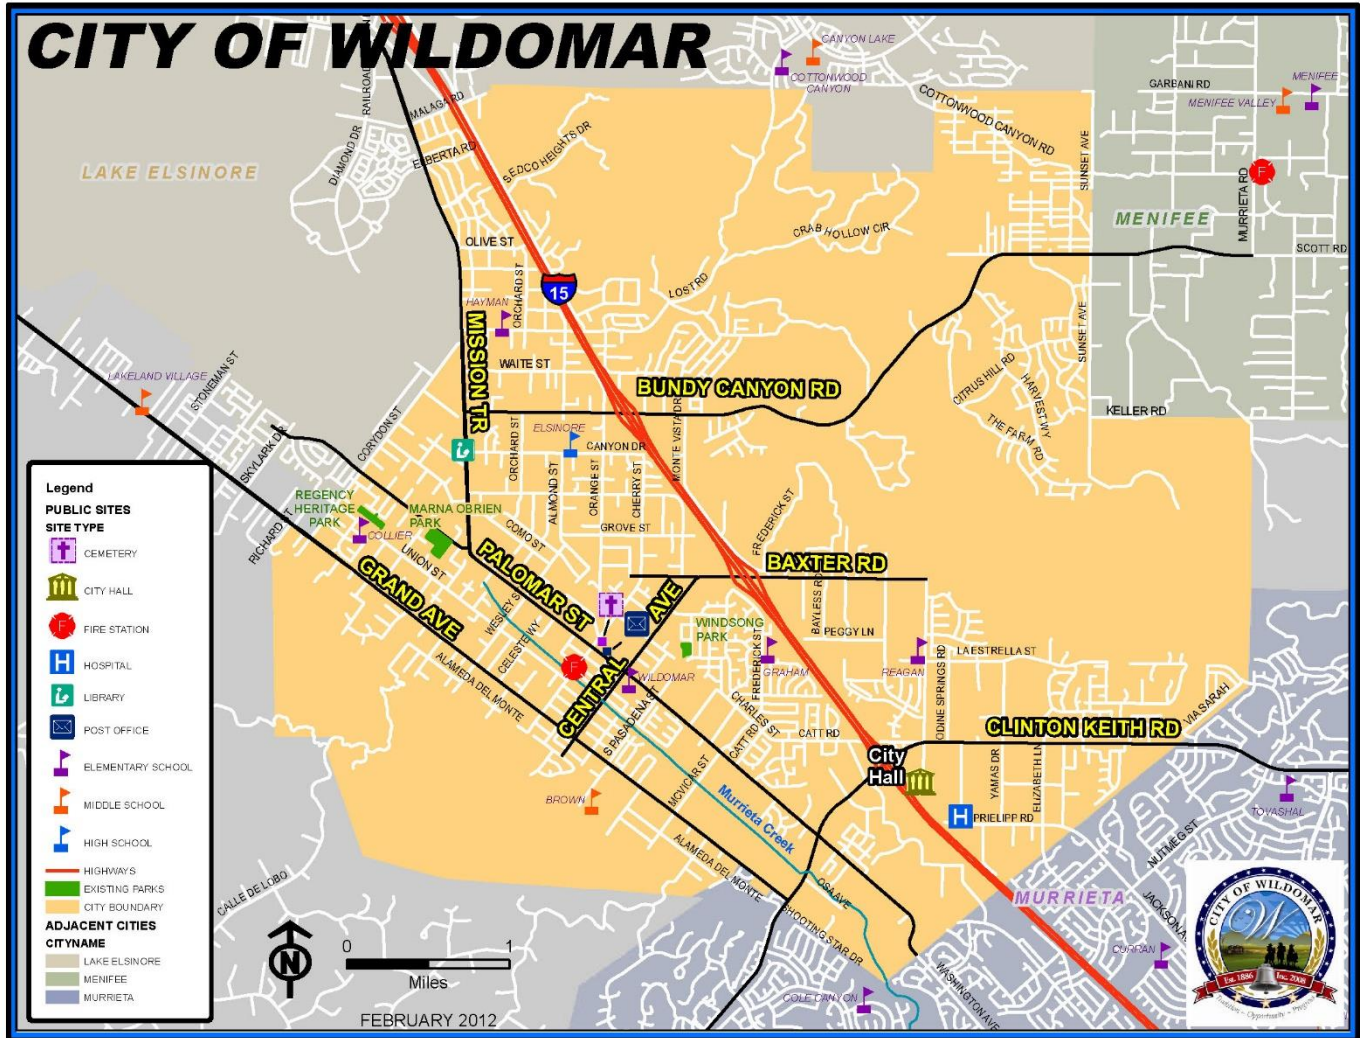 CITY OF WILDOMAR
CANYON LAKE
COTTONWOOD
CANYON
GARBANI RD
MENIFEE
MENIFEE VALLEY
COTTONWOOD CANYON RD
SUNSET AVE
MALAGA RD
DIAMOND DR
ELBERTA RD
SEDCO HEIGHTS DR
LAKE ELSINORE
MENIFEE
MURRIETA RD
F
SCOTT RD
CRAB HOLLOW CIR
OLIVE ST
ORCHARD ST
LOST RD
15
HAYMAN
MISSION TR
WAITE ST
SUNSET AVE
BUNDY CANYON RD
CITRUS HILL RD
HARVEST WY
THE FARM RD
KELLER RD
LAKELAND VILLAGE
STONEMAN ST
SKYLARK DR
CORYDON ST
ORCHARD ST
ELSINORE
CANYON DR
MONTE VISTA DR
ALMOND ST
ORANGE ST
CHERRY ST
GROVE ST
FREDERICK ST
REGENCY
HERITAGE
PARK
MARNA OBRIEN
PARK
COLLIER
RICHARD ST
UNION ST
COMO ST
PALOMAR ST
GRAND AVE
BAXTER RD
CENTRAL AVE
WINDSONG
PARK
BAYLESS RD
PEGGY LN
WESLEY ST
CELESTE WY
ALAMEDA DEL MONTE
F
WILDOMAR
FREDERICK ST
GRAHAM
REAGAN
LA ESTRELLA ST
S PASADENA ST
CHARLES ST
CATT RD
CATT RD
CLINTON KEITH RD
VIA SARAH
City
Hall
YAMAS DR
ELIZABETH LN
H
PRIELIPP RD
BROWN
MCVICAR ST
Murrieta Creek
ALAMEDA DEL MONTE
OSA AVE
SHOOTING STAR DR
TOVASHAL
NUTMEG ST
MURRIETA
CURRAN
COLE CANYON
WASHINGTON AVE
CALLE DE LOBO
Legend
PUBLIC SITES
SITE TYPE
CEMETERY
CITY HALL
F FIRE STATION
H HOSPITAL
LIBRARY
POST OFFICE
ELEMENTARY SCHOOL
MIDDLE SCHOOL
HIGH SCHOOL
HIGHWAYS
EXISTING PARKS
CITY BOUNDARY
ADJACENT CITIES
CITYNAME
LAKE ELSINORE
MENIFEE
MURRIETA
N
0 1
Miles
FEBRUARY 2012
CITY OF WILDOMAR
W
Est. 1886 Inc. 2008